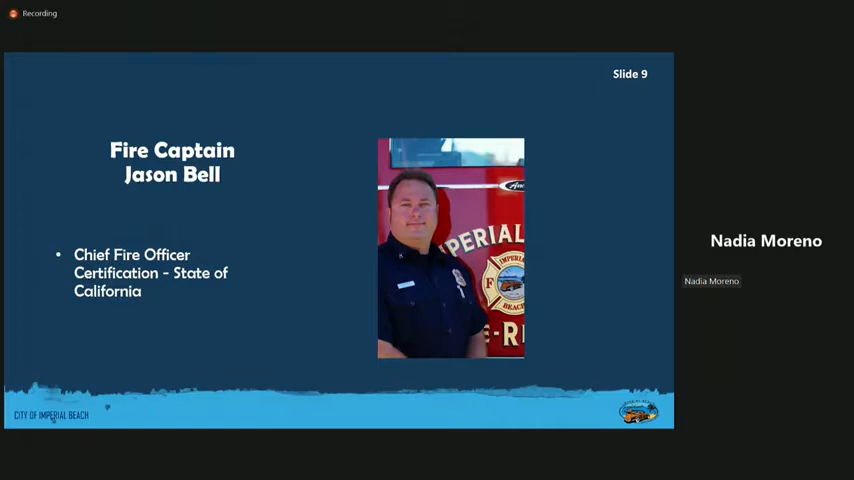 Recording
Slide 9
Fire Captain
Jason Bell
• Chief Fire Officer
Certification - State of
California
IMPERIAL
F
BEACH
CITY OF IMPERIAL BEACH
Nadia Moreno
Nadia Moreno